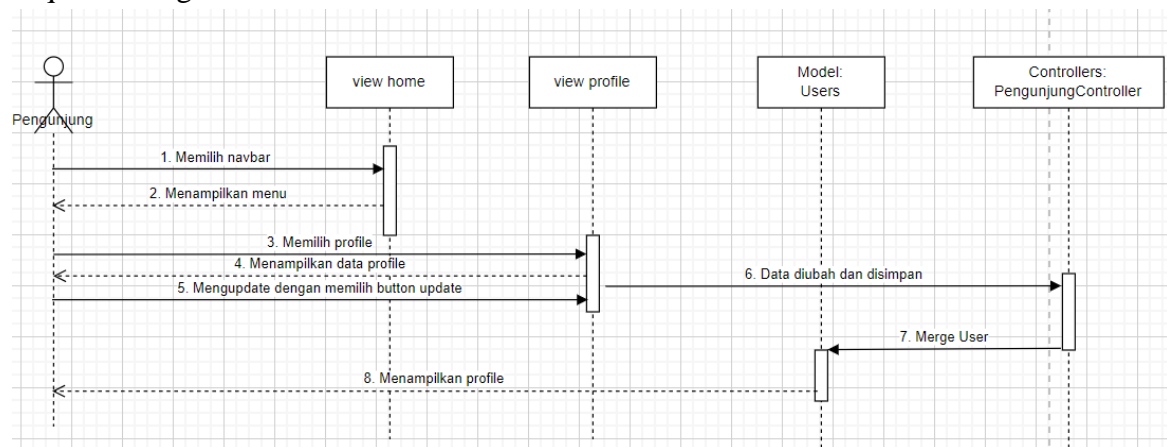 view home
view profile
Model:
Users
Controllers:
PengunjungController
Pengunjung
1. Memilih navbar
2. Menampilkan menu
3. Memilih profile
4. Menampilkan data profile
5. Mengupdate dengan memilih button update
6. Data diubah dan disimpan
7. Merge User
8. Menampilkan profile